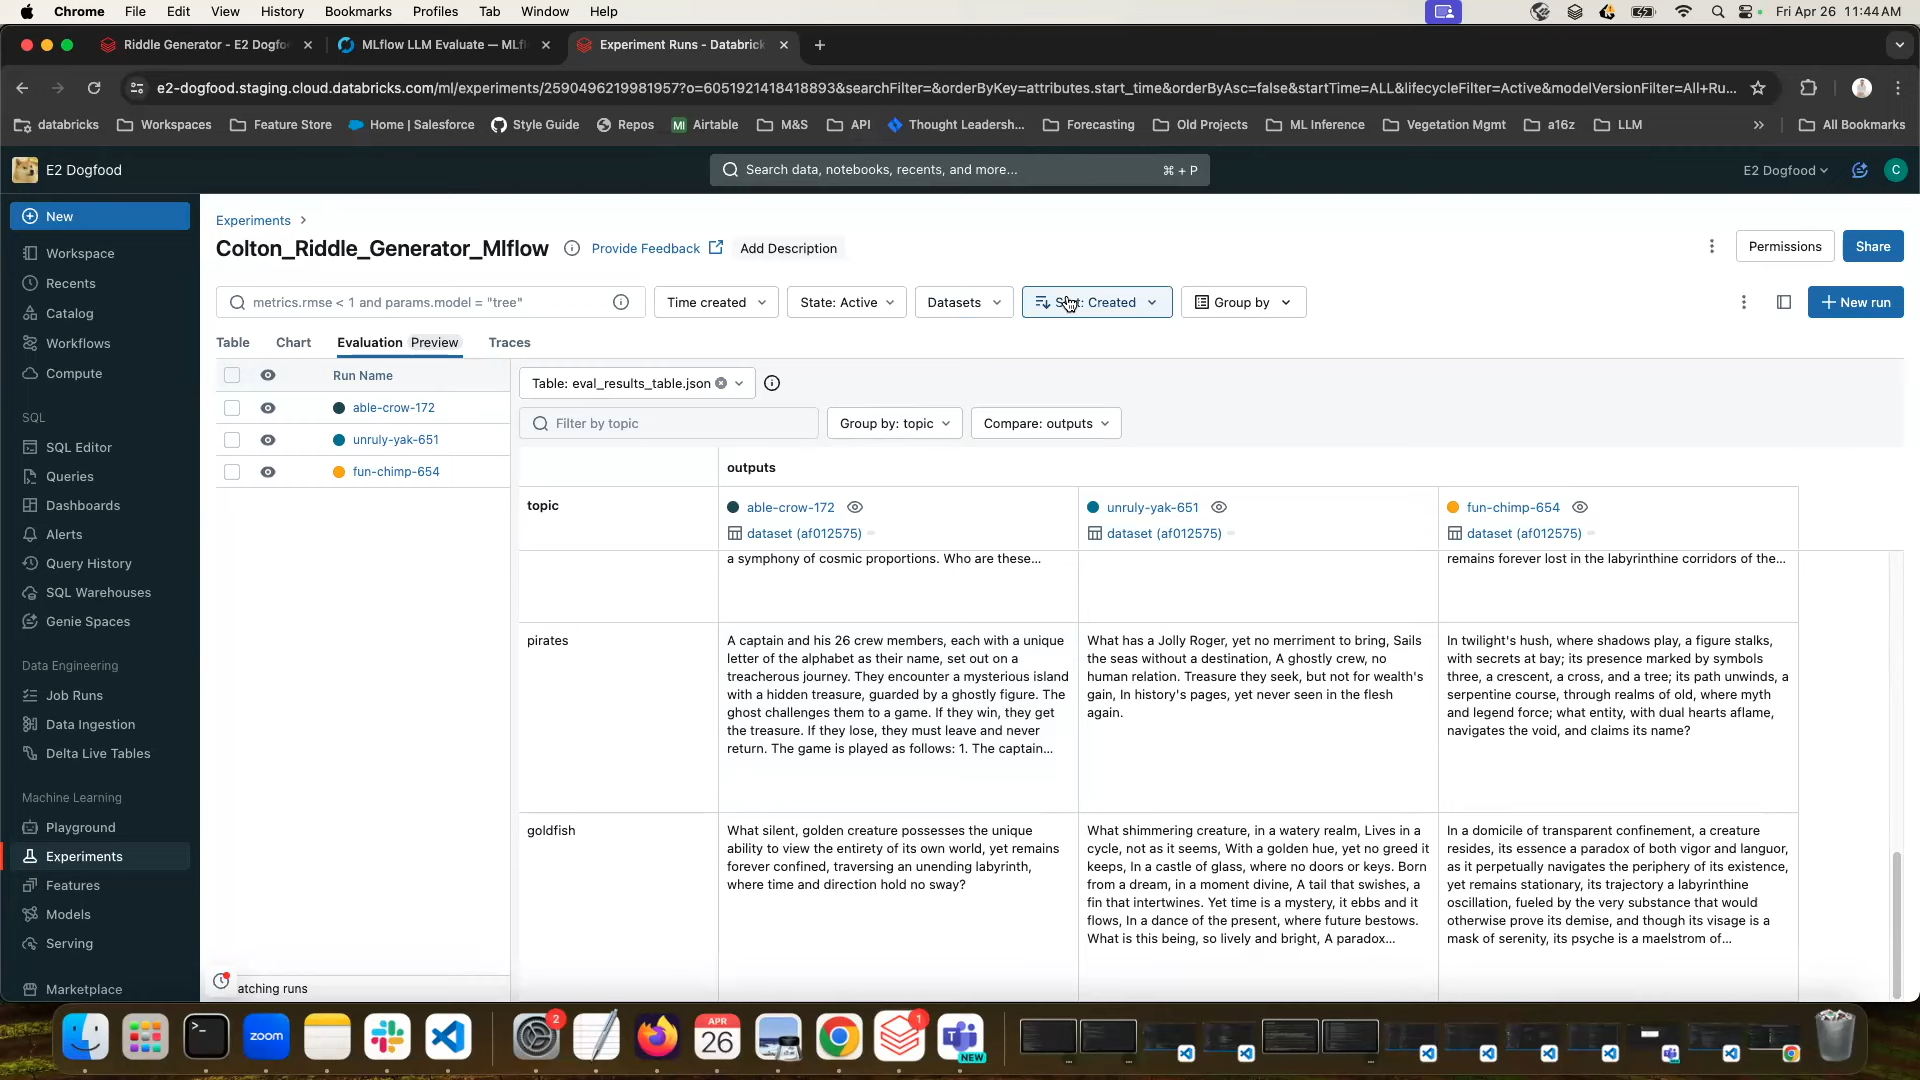 Chrome File Edit View History Bookmarks Profiles Tab Window Help Fri Apr 26 11:44 AM
Riddle Generator - E2 Dogfo MLflow LLM Evaluate — MLf Experiment Runs - Databrick
e2-dogfood.staging.cloud.databricks.com/ml/experiments/2590496219981957?o=6051921418418893&searchFilter=&orderByKey=attributes.start_time&orderByAsc=false&startTime=ALL&lifecycleFilter=Active&modelVersionFilter=All+Ru...
databricks Workspaces Feature Store Home | Salesforce Style Guide Repos MI Airtable M&S API Thought Leadersh... Forecasting Old Projects ML Inference Vegetation Mgmt a16z LLM » All Bookmarks
E2 Dogfood Search data, notebooks, recents, and more... ⌘ + P E2 Dogfood C
New
Workspace
Recents
Catalog
Workflows
Compute
SQL
SQL Editor
Queries
Dashboards
Alerts
Query History
SQL Warehouses
Genie Spaces
Data Engineering
Job Runs
Data Ingestion
Delta Live Tables
Machine Learning
Playground
Experiments
Features
Models
Serving
Marketplace
Experiments >
Colton_Riddle_Generator_Mlflow Provide Feedback Add Description Permissions Share
metrics.rmse < 1 and params.model = "tree" Time created State: Active Datasets Sort: Created Group by + New run
Table Chart Evaluation Preview Traces
Run Name
able-crow-172
unruly-yak-651
fun-chimp-654
atching runs
Table: eval_results_table.json
Filter by topic Group by: topic Compare: outputs
outputs
topic
able-crow-172 unruly-yak-651 fun-chimp-654
dataset (af012575) dataset (af012575) dataset (af012575)
a symphony of cosmic proportions. Who are these...
remains forever lost in the labyrinthine corridors of the...
pirates
A captain and his 26 crew members, each with a unique
letter of the alphabet as their name, set out on a
treacherous journey. They encounter a mysterious island
with a hidden treasure, guarded by a ghostly figure. The
ghost challenges them to a game. If they win, they get
the treasure. If they lose, they must leave and never
return. The game is played as follows: 1. The captain...
What has a Jolly Roger, yet no merriment to bring, Sails
the seas without a destination, A ghostly crew, no
human relation. Treasure they seek, but not for wealth's
gain, In history's pages, yet never seen in the flesh
again.
In twilight's hush, where shadows play, a figure stalks,
with secrets at bay; its presence marked by symbols
three, a crescent, a cross, and a tree; its path unwinds, a
serpentine course, through realms of old, where myth
and legend force; what entity, with dual hearts aflame,
navigates the void, and claims its name?
goldfish
What silent, golden creature possesses the unique
ability to view the entirety of its own world, yet remains
forever confined, traversing an unending labyrinth,
where time and direction hold no sway?
What shimmering creature, in a watery realm, Lives in a
cycle, not as it seems, With a golden hue, yet no greed it
keeps, In a castle of glass, where no doors or keys. Born
from a dream, in a moment divine, A tail that swishes, a
fin that intertwines. Yet time is a mystery, it ebbs and it
flows, In a dance of the present, where future bestows.
What is this being, so lively and bright, A paradox...
In a domicile of transparent confinement, a creature
resides, its essence a paradox of both vigor and languor,
as it perpetually navigates the periphery of its existence,
yet remains stationary, its trajectory a labyrinthine
oscillation, fueled by the very substance that would
otherwise prove its demise, and though its visage is a
mask of serenity, its psyche is a maelstrom of...
zoom 2 APR 26 1 NEW